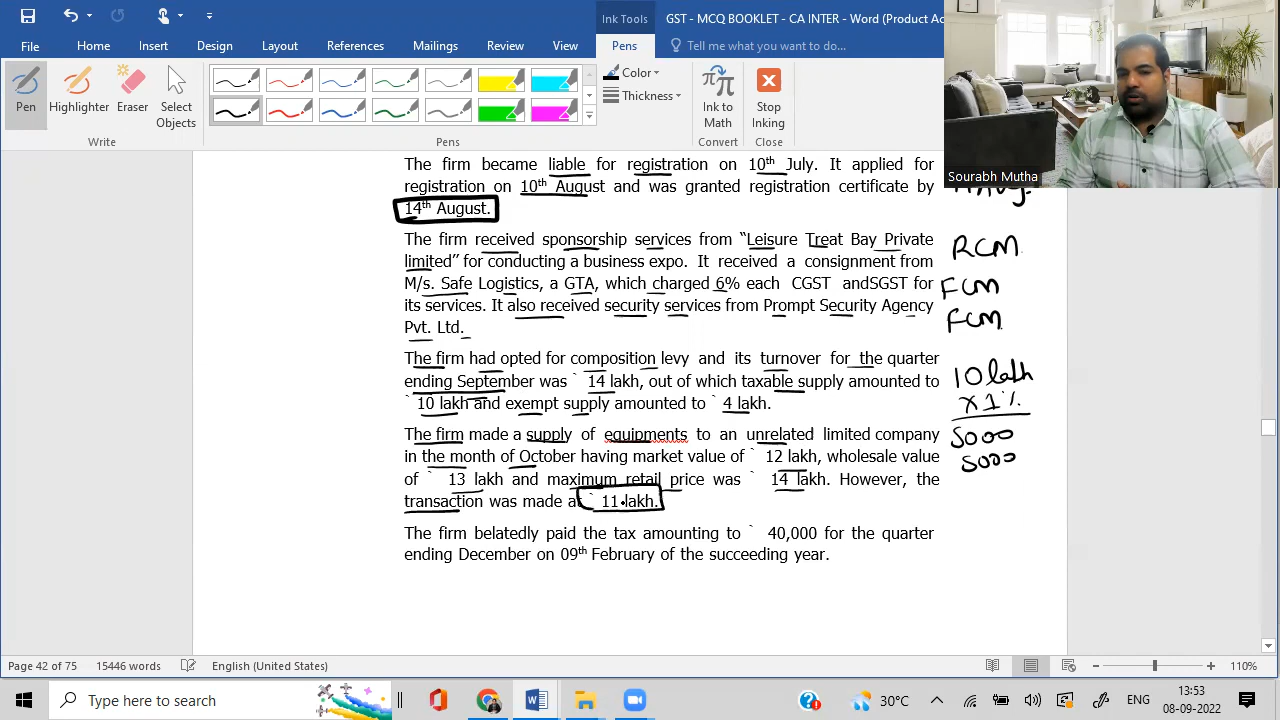 Ink Tools
GST - MCQ BOOKLET - CA INTER - Word (Product Ac
File
Home
Insert
Design
Layout
References
Mailings
Review
View
Pens
Tell me what you want to do...
Pen
Highlighter
Eraser
Select Objects
Color
Thickness
Ink to Math
Stop Inking
Write
Pens
Convert
Close
Sourabh Mutha
The firm became liable for registration on 10th July. It applied for
registration on 10th August and was granted registration certificate by
14th August.
The firm received sponsorship services from “Leisure Treat Bay Private
limited” for conducting a business expo. It received a consignment from
M/s. Safe Logistics, a GTA, which charged 6% each CGST andSGST for
its services. It also received security services from Prompt Security Agency
Pvt. Ltd.
RCM
FCM
FCM
The firm had opted for composition levy and its turnover for the quarter
ending September was ` 14 lakh, out of which taxable supply amounted to
` 10 lakh and exempt supply amounted to ` 4 lakh.
10 lakh
x 1%
5000
5000
The firm made a supply of equipments to an unrelated limited company
in the month of October having market value of ` 12 lakh, wholesale value
of ` 13 lakh and maximum retail price was ` 14 lakh. However, the
transaction was made at ` 11 lakh.
The firm belatedly paid the tax amounting to ` 40,000 for the quarter
ending December on 09th February of the succeeding year.
Page 42 of 75
15446 words
English (United States)
110%
Type here to search
30°C
ENG
13:53
08-09-2022